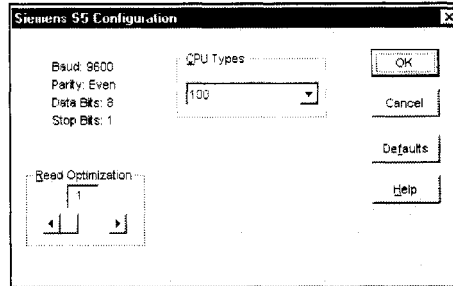 Siemens S5 Configuration
Baud: 9600
Parity: Even
Data Bits: 8
Stop Bits: 1
CPU Types
100
OK
Cancel
Defaults
Help
Read Optimization
1